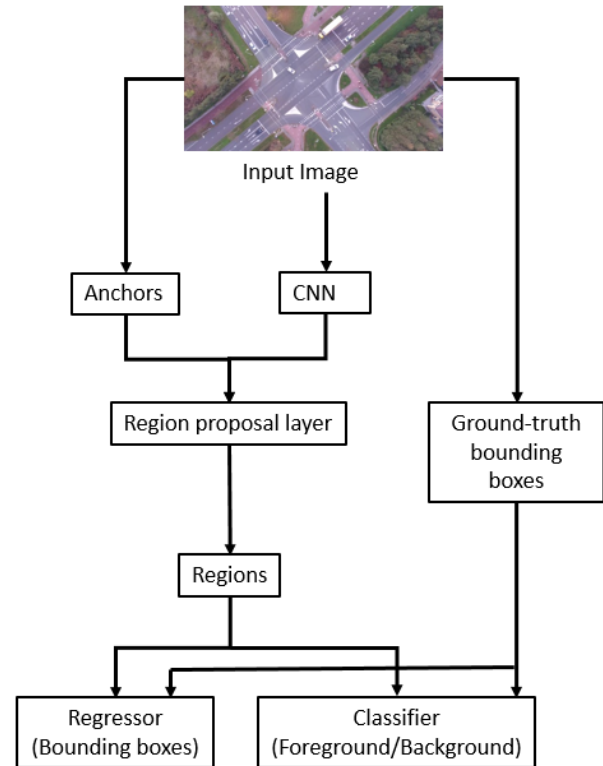 Input Image
Anchors
CNN
Region proposal layer
Ground-truth
bounding
boxes
Regions
Regressor
(Bounding boxes)
Classifier
(Foreground/Background)